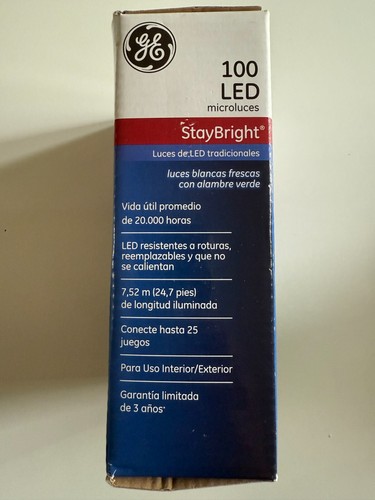 GE
100
LED
microluces
StayBright®
Luces de LED tradicionales
luces blancas frescas
con alambre verde
Vida útil promedio
de 20.000 horas
LED resistentes a roturas,
reemplazables y que no
se calientan
7,52 m (24,7 pies)
de longitud iluminada
Conecte hasta 25
juegos
Para Uso Interior/Exterior
Garantía limitada
de 3 años*